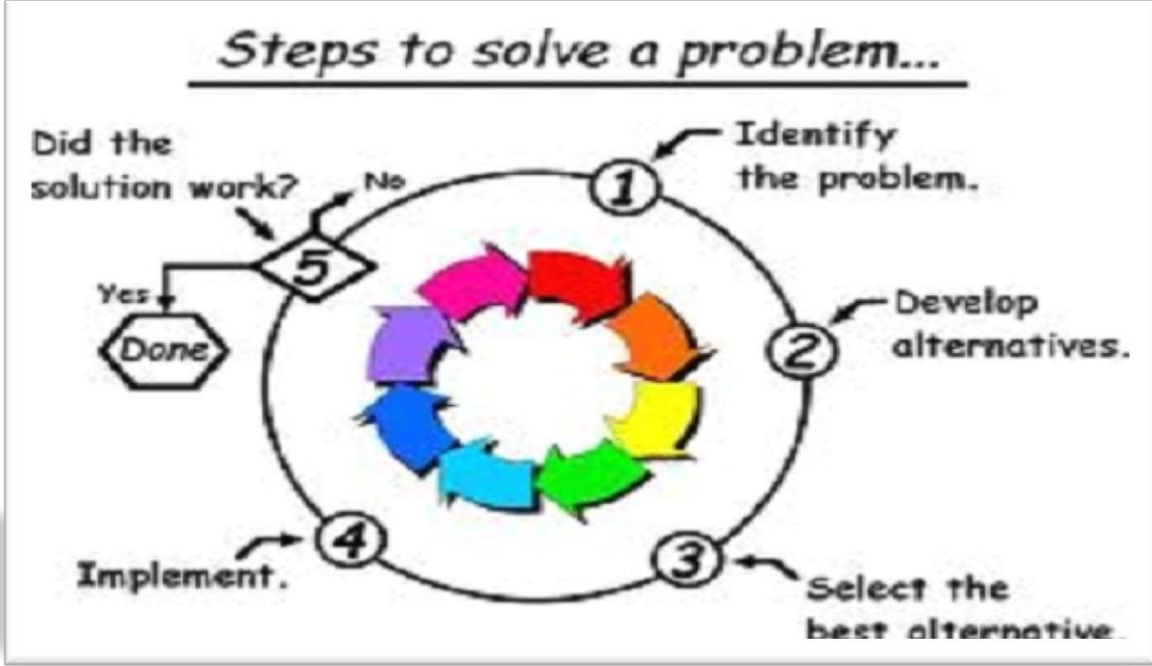 Steps to solve a problem...
Did the
solution work?
No
1
Identify
the problem.
5
Yes
Done
2
Develop
alternatives.
4
Implement.
3
Select the
best alternative.